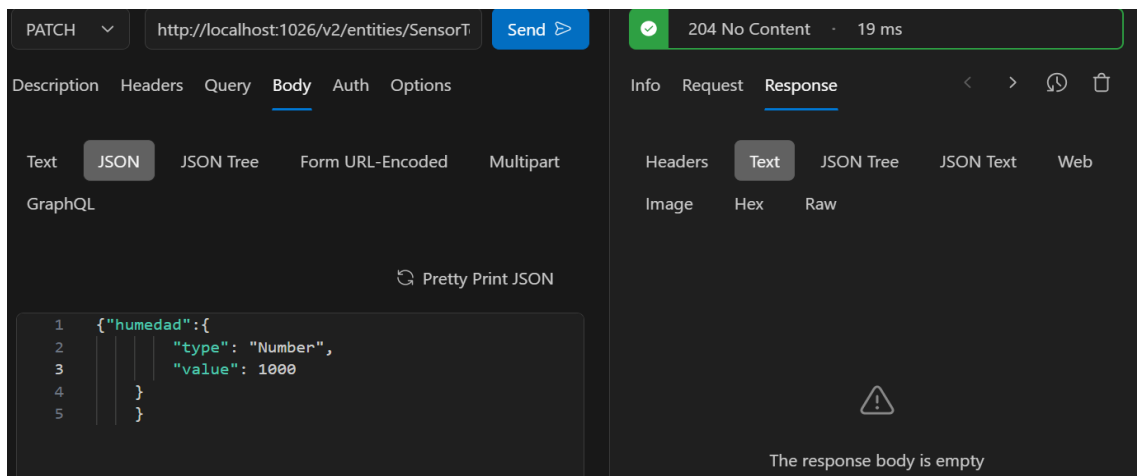 PATCH
http://localhost:1026/v2/entities/SensorT
Send
204 No Content · 19 ms
Description Headers Query Body Auth Options
Info Request Response
Text JSON JSON Tree Form URL-Encoded Multipart
GraphQL
Headers Text JSON Tree JSON Text Web
Image Hex Raw
Pretty Print JSON
1 {"humedad":{
2 "type": "Number",
3 "value": 1000
4 }
5 }
The response body is empty